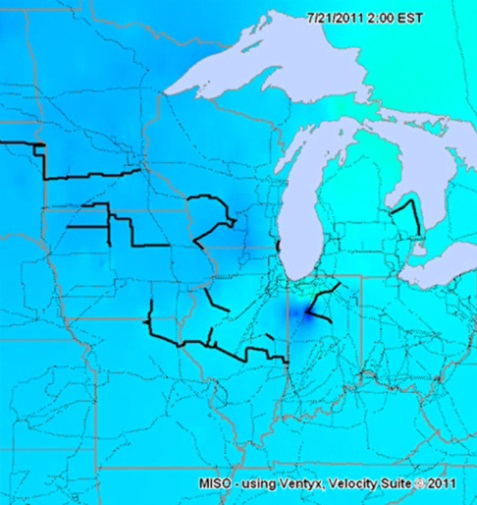 7/21/2011 2:00 EST
MISO - using Ventyx, Velocity Suite © 2011